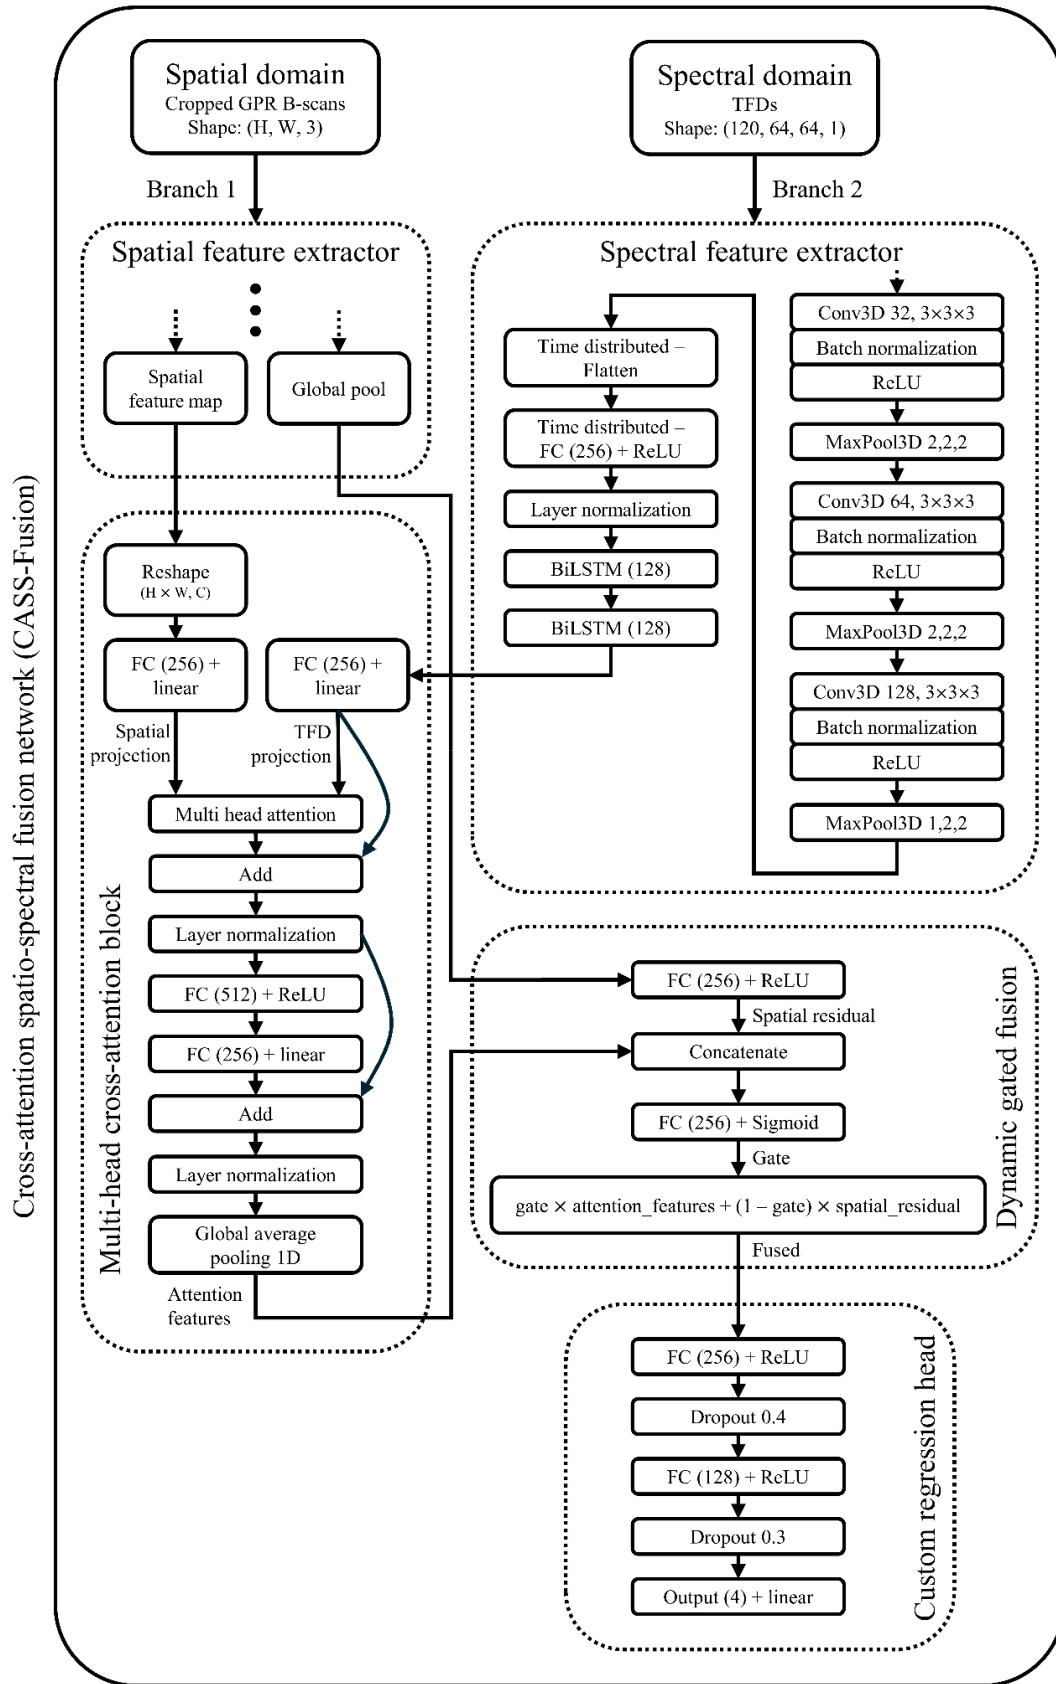 Cross-attention spatio-spectral fusion network (CASS-Fusion)
Spatial domain
Cropped GPR B-scans
Shape: (H, W, 3)
Branch 1
Spatial feature extractor
Spatial
feature map
Global pool
Spectral domain
TFDs
Shape: (120, 64, 64, 1)
Branch 2
Spectral feature extractor
Conv3D 32, 3×3×3
Batch normalization
ReLU
MaxPool3D 2,2,2
Conv3D 64, 3×3×3
Batch normalization
ReLU
MaxPool3D 2,2,2
Conv3D 128, 3×3×3
Batch normalization
ReLU
MaxPool3D 1,2,2
Time distributed –
Flatten
Time distributed –
FC (256) + ReLU
Layer normalization
BiLSTM (128)
BiLSTM (128)
Multi-head cross-attention block
Reshape
(H × W, C)
FC (256) +
linear
FC (256) +
linear
Spatial
projection
TFD
projection
Multi head attention
Add
Layer normalization
FC (512) + ReLU
FC (256) + linear
Add
Layer normalization
Global average
pooling 1D
Attention
features
Dynamic gated fusion
FC (256) + ReLU
Spatial residual
Concatenate
FC (256) + Sigmoid
Gate
gate × attention_features + (1 – gate) × spatial_residual
Fused
Custom regression head
FC (256) + ReLU
Dropout 0.4
FC (128) + ReLU
Dropout 0.3
Output (4) + linear